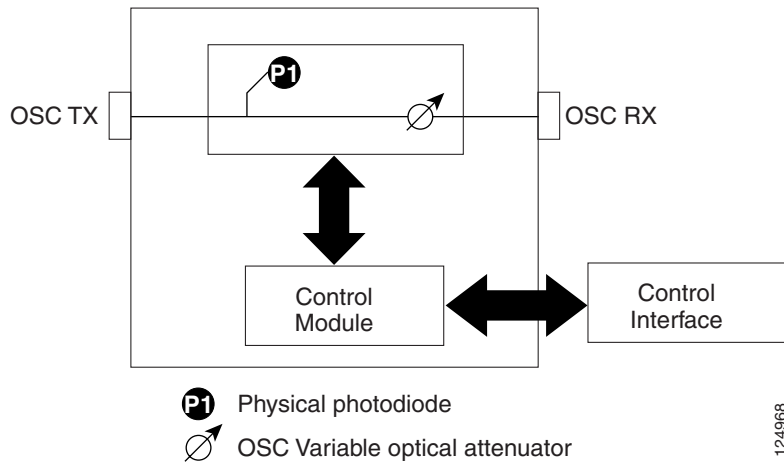 P1
OSC TX
OSC RX
Control
Module
Control
Interface
P1 Physical photodiode
OSC Variable optical attenuator
124968